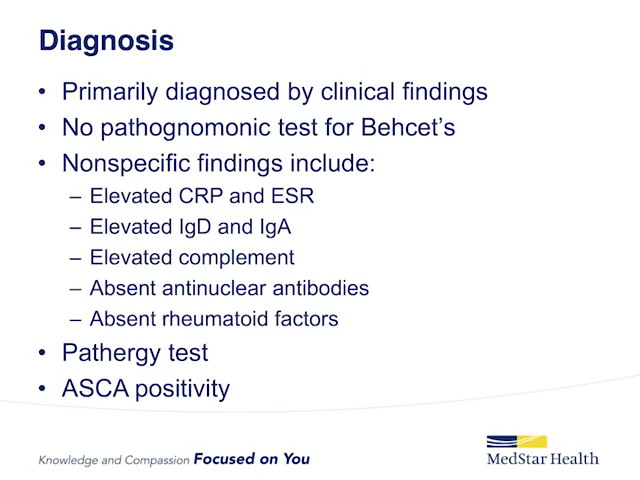 Diagnosis
• Primarily diagnosed by clinical findings
• No pathognomonic test for Behcet's
• Nonspecific findings include:
– Elevated CRP and ESR
– Elevated IgD and IgA
– Elevated complement
– Absent antinuclear antibodies
– Absent rheumatoid factors
• Pathergy test
• ASCA positivity
Knowledge and Compassion Focused on You
MedStar Health